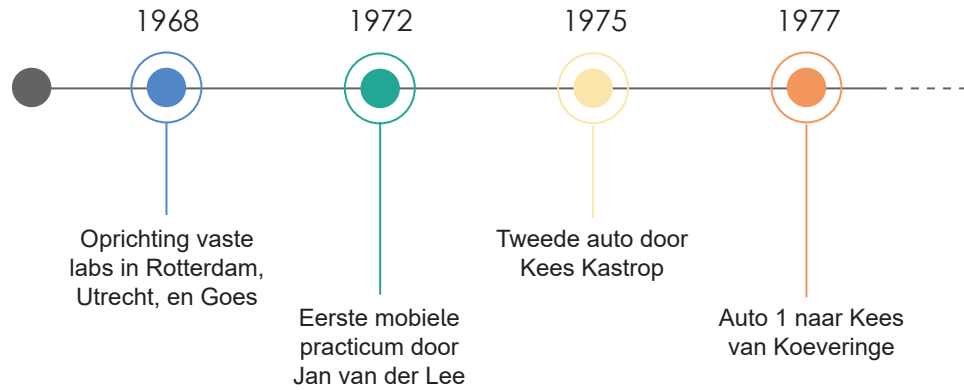 1968
1972
1975
1977
Oprichting vaste
labs in Rotterdam,
Utrecht, en Goes
Eerste mobiele
practicum door
Jan van der Lee
Tweede auto door
Kees Kastrop
Auto 1 naar Kees
van Koeveringe